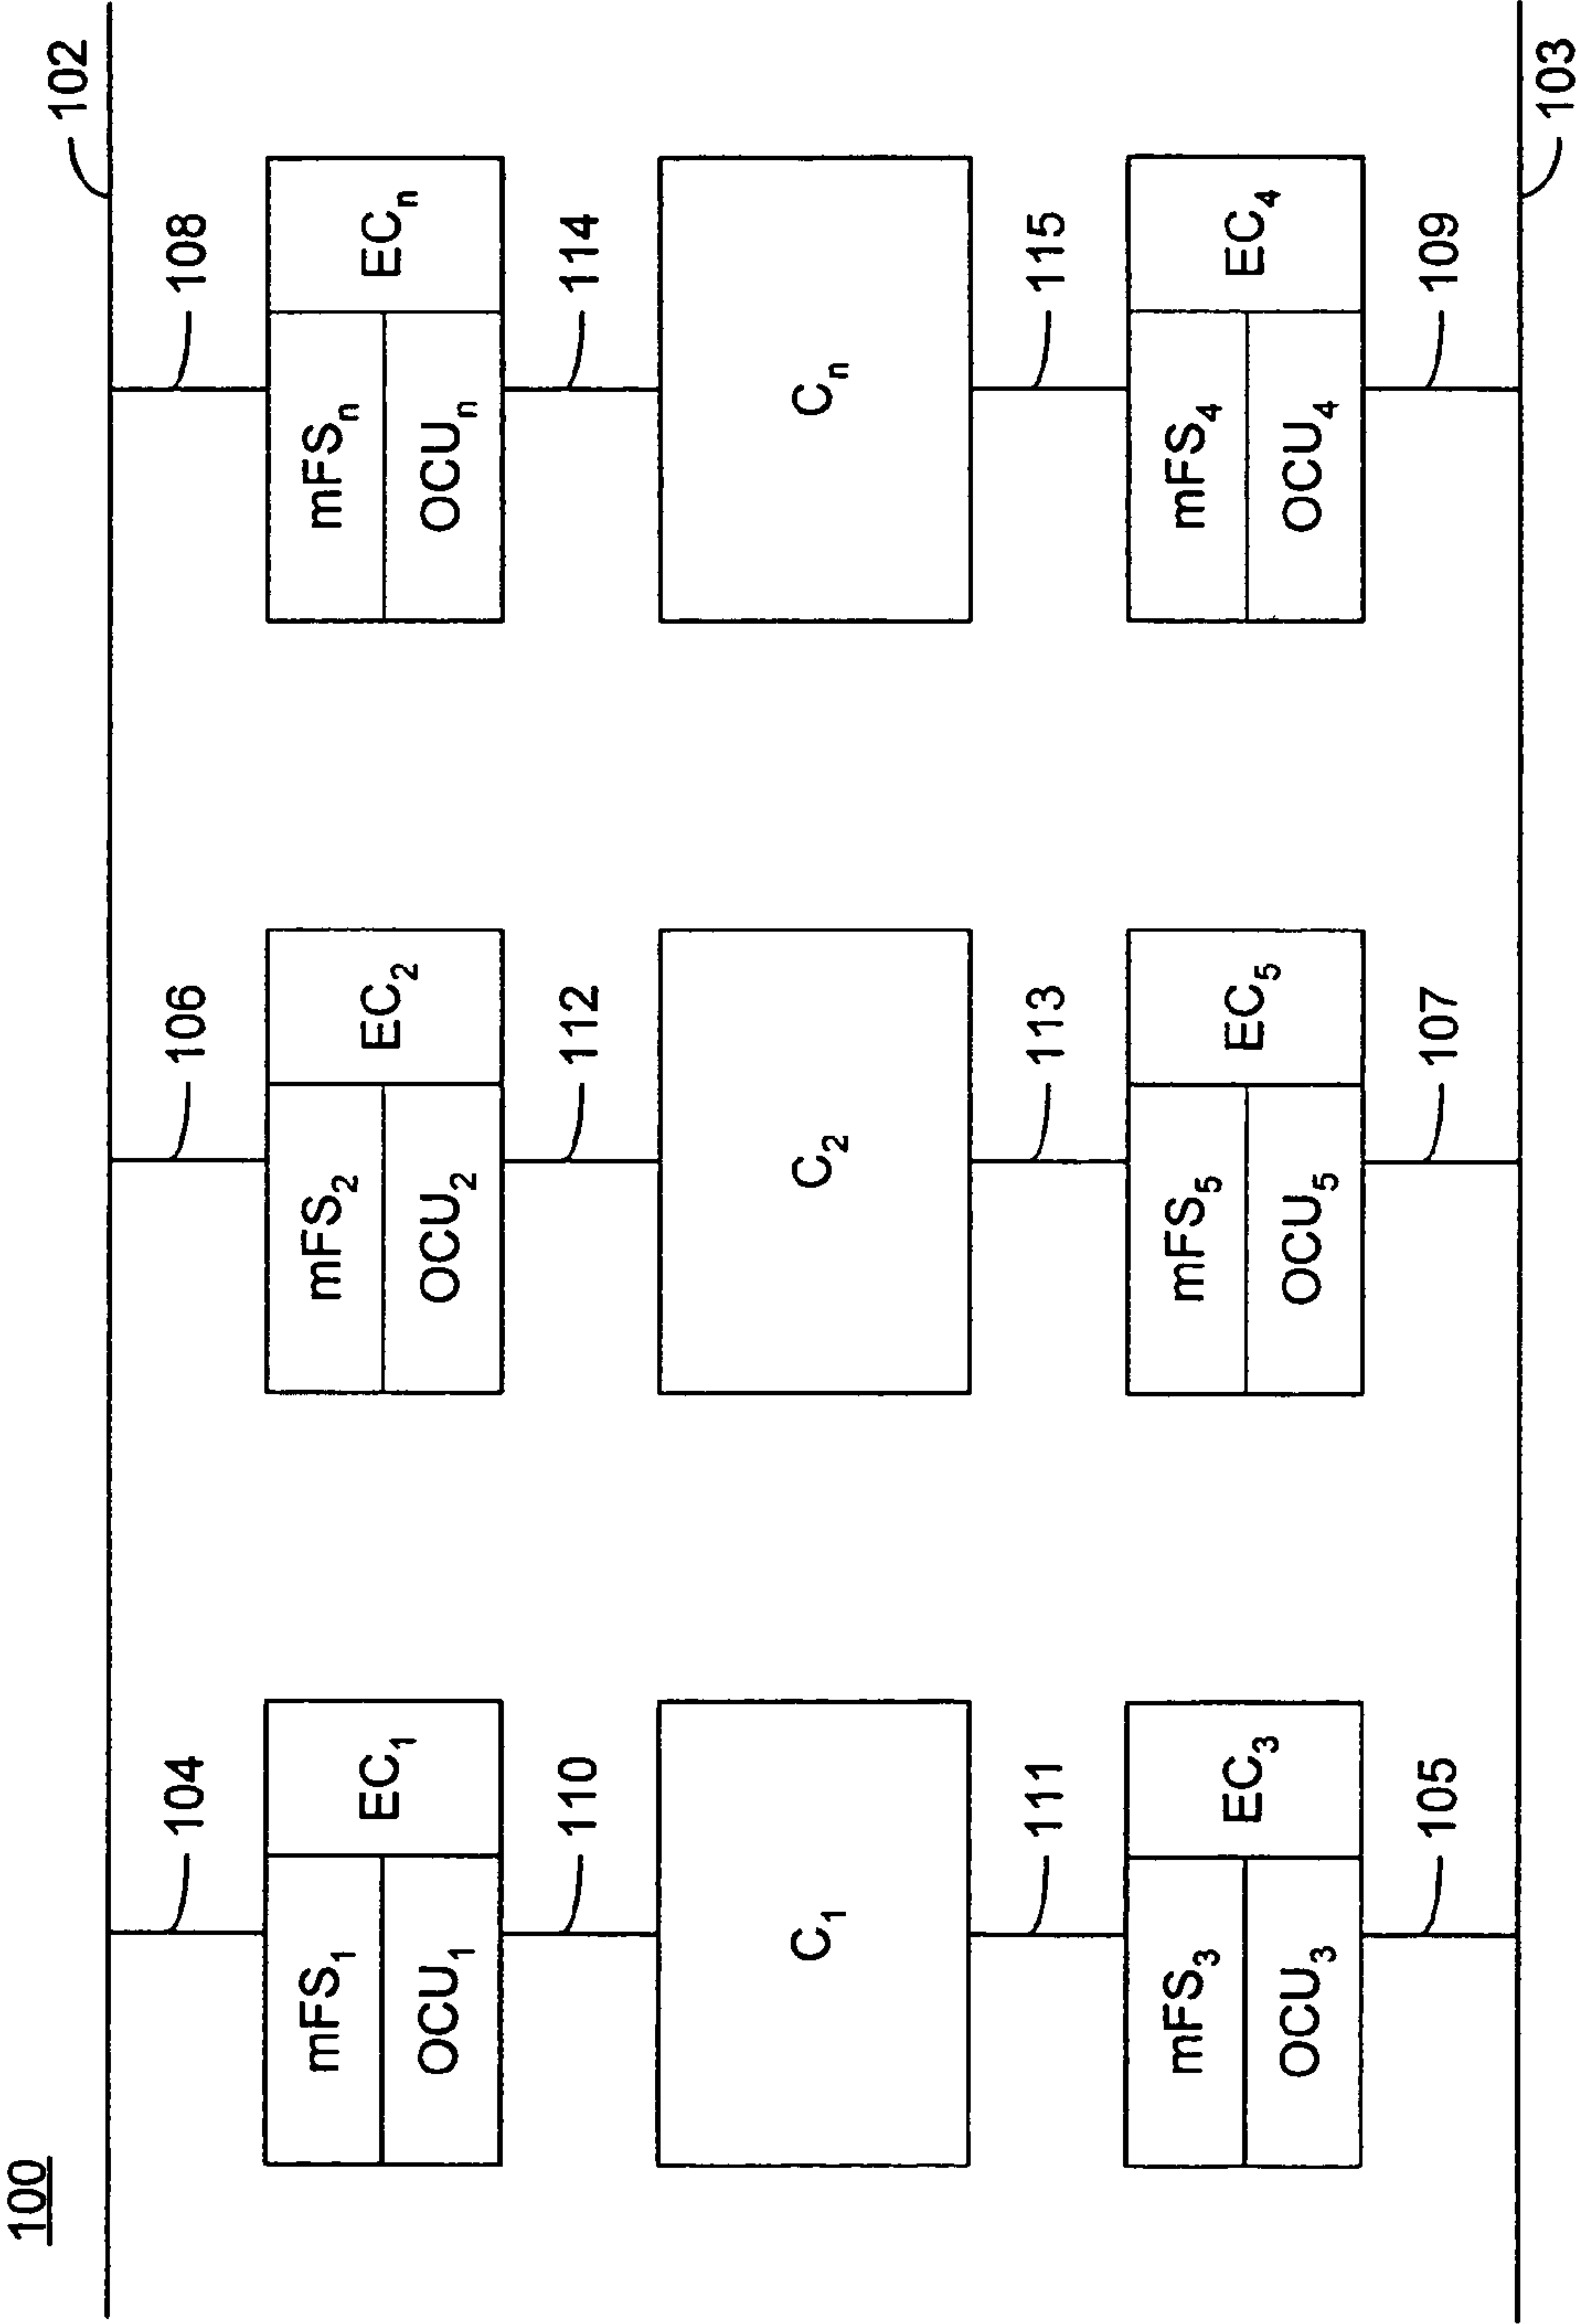 100
102
104
106
108
mFS1
EC1
mFS2
EC2
mFSn
ECn
OCU1
OCU2
OCUn
110
112
114
C1
C2
Cn
111
113
115
mFS3
EC3
mFS5
EC5
mFS4
EC4
OCU3
OCU5
OCU4
105
107
109
103